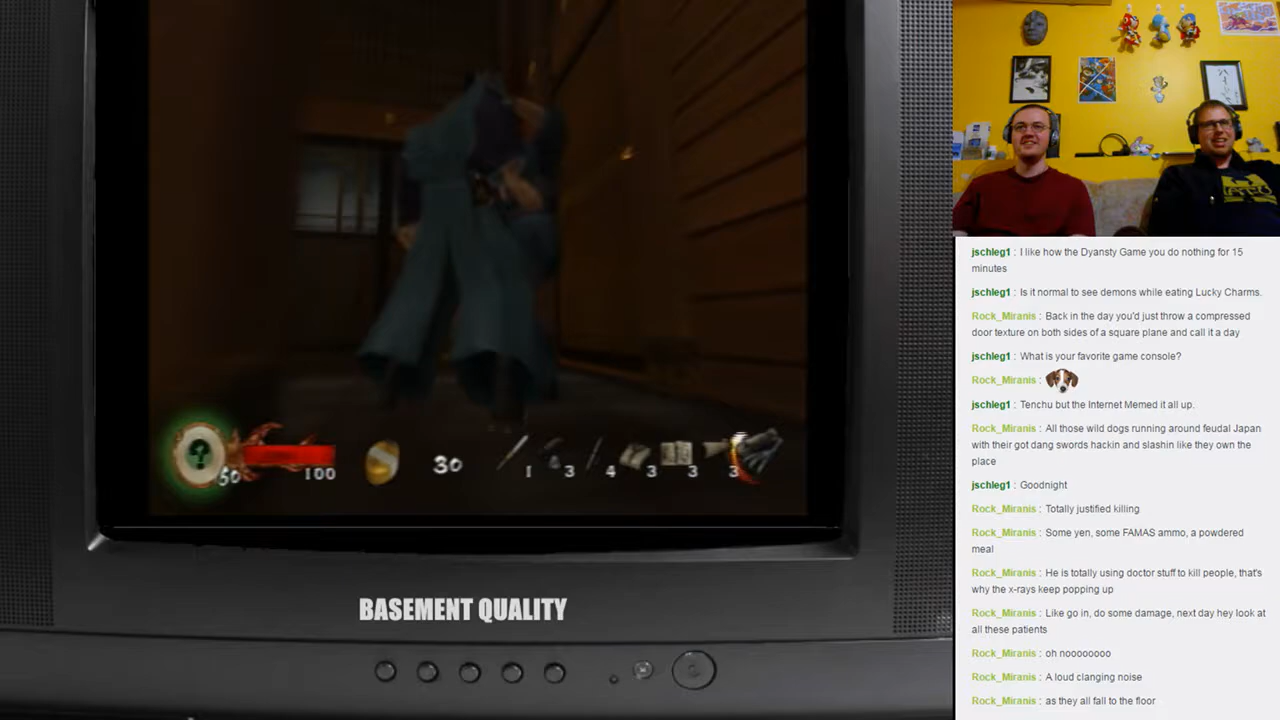 50
100
30
1
3
4
3
3
3
BASEMENT QUALITY
jschleg1 : I like how the Dyansty Game you do nothing for 15
minutes
jschleg1 : Is it normal to see demons while eating Lucky Charms.
Rock_Miranis : Back in the day you'd just throw a compressed
door texture on both sides of a square plane and call it a day
jschleg1 : What is your favorite game console?
Rock_Miranis :
jschleg1 : Tenchu but the Internet Memed it all up.
Rock_Miranis : All those wild dogs running around feudal Japan
with their got dang swords hackin and slashin like they own the
place
jschleg1 : Goodnight
Rock_Miranis : Totally justified killing
Rock_Miranis : Some yen, some FAMAS ammo, a powdered
meal
Rock_Miranis : He is totally using doctor stuff to kill people, that's
why the x-rays keep popping up
Rock_Miranis : Like go in, do some damage, next day hey look at
all these patients
Rock_Miranis : oh noooooooo
Rock_Miranis : A loud clanging noise
Rock_Miranis : as they all fall to the floor